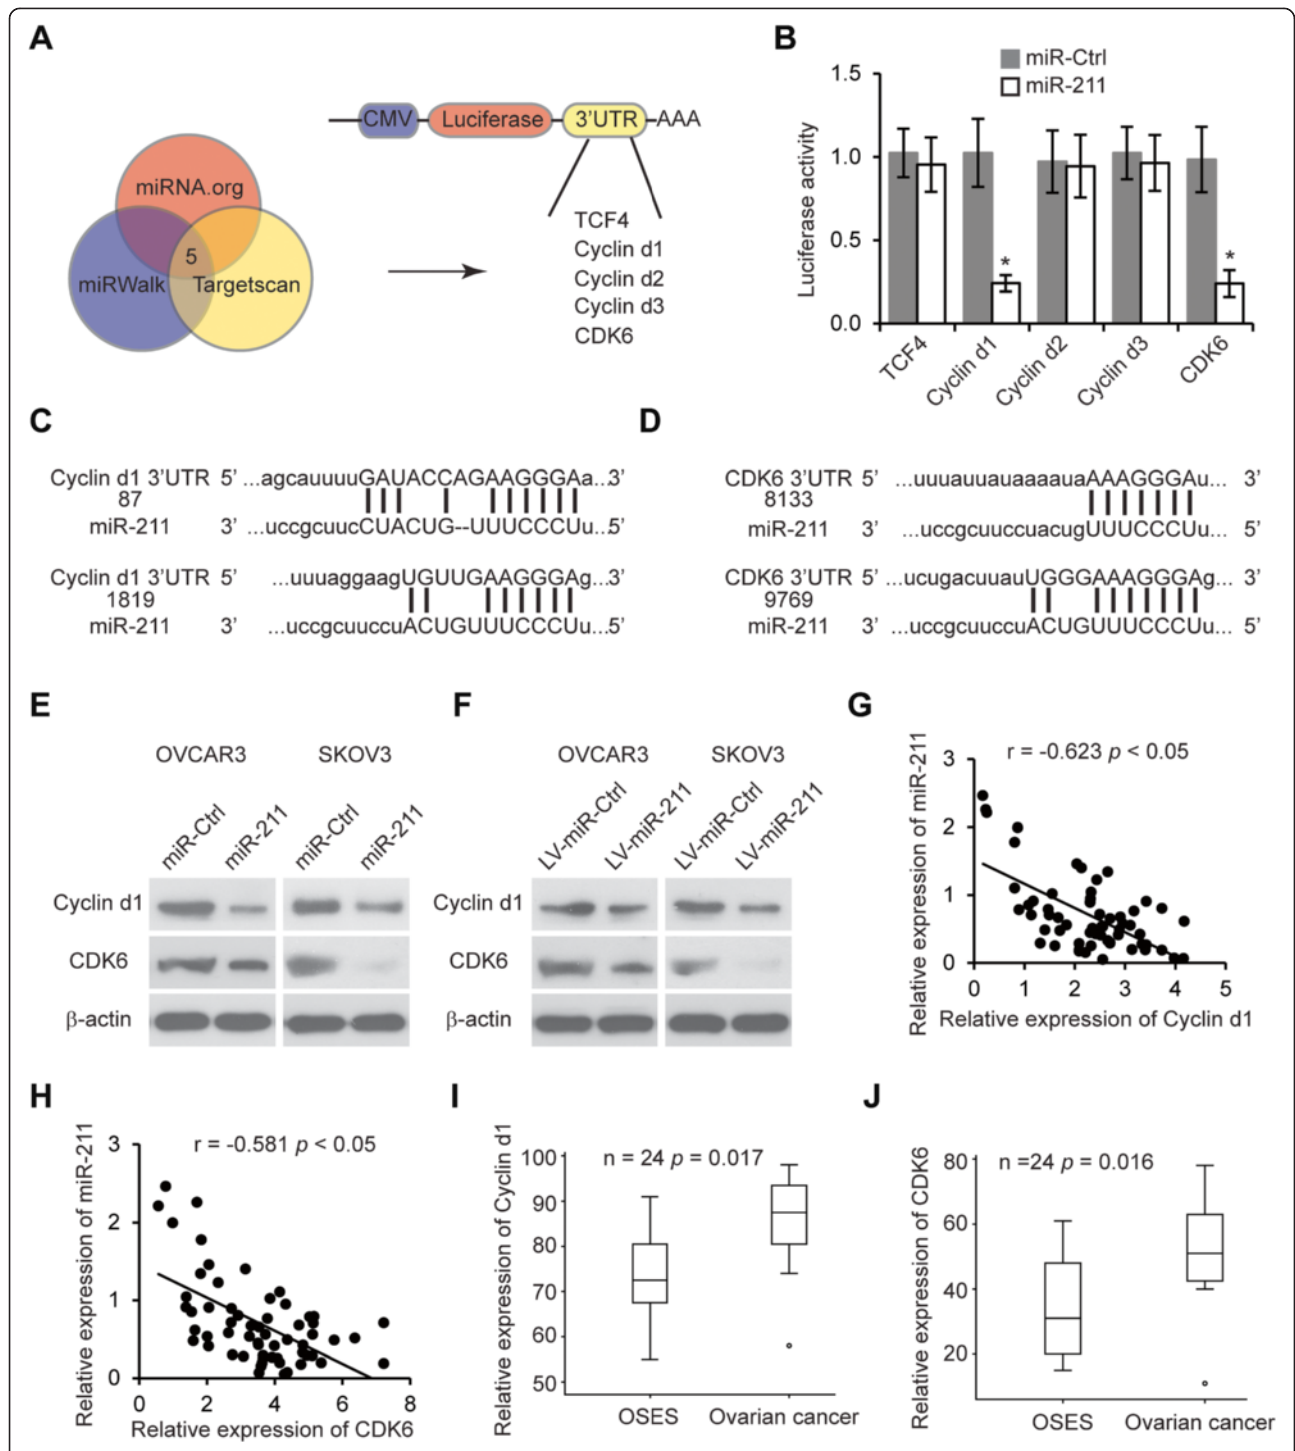 A
miRNA.org
miRWalk
5
Targetscan
CMV
Luciferase
3'UTR
AAA
TCF4
Cyclin d1
Cyclin d2
Cyclin d3
CDK6
B
miR-Ctrl
miR-211
Luciferase activity
1.5
1.0
0.5
0.0
*
*
TCF4
Cyclin d1
Cyclin d2
Cyclin d3
CDK6
C
Cyclin d1 3'UTR 5' ...agcauuuuGAUACCAGAAGGGAa...3'
87
miR-211 3' ...uccgcuucCUACUG--UUUCCCUu...5'
Cyclin d1 3'UTR 5' ...uuuaggaagUGUUGAAGGGAg...3'
1819
miR-211 3' ...uccgcuuccuACUGUUUCCCUu...5'
D
CDK6 3'UTR 5' ...uuuauuauaaaauaAAAGGGAu... 3'
8133
miR-211 3' ...uccgcuuccuacugUUUCCCUu... 5'
CDK6 3'UTR 5' ...ucugacuuauUGGGAAAGGGAg... 3'
9769
miR-211 3' ...uccgcuuccuACUGUUUCCCUu... 5'
E
OVCAR3 SKOV3
miR-Ctrl miR-211 miR-Ctrl miR-211
Cyclin d1
CDK6
β-actin
F
OVCAR3 SKOV3
LV-miR-Ctrl LV-miR-211 LV-miR-Ctrl LV-miR-211
Cyclin d1
CDK6
β-actin
G
r = -0.623 p < 0.05
Relative expression of miR-211
3
2
1
0
0 1 2 3 4 5
Relative expression of Cyclin d1
H
r = -0.581 p < 0.05
Relative expression of miR-211
3
2
1
0
0 2 4 6 8
Relative expression of CDK6
I
n = 24 p = 0.017
Relative expression of Cyclin d1
100
90
80
70
60
50
OSES Ovarian cancer
J
n =24 p = 0.016
Relative expression of CDK6
80
60
40
20
OSES Ovarian cancer